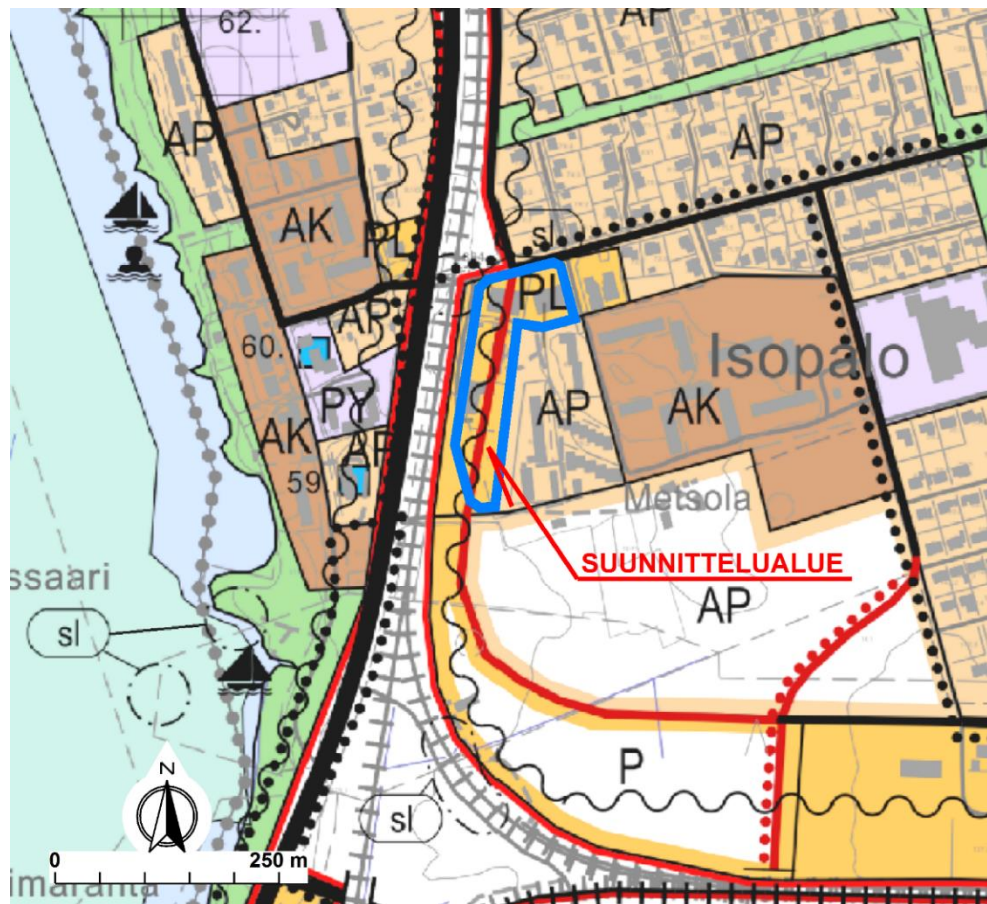 62.
AP
AP
AP
AK
PL
sl
PL
AP
60.
Isopalo
PY
AP
AK
AK
AP
59.
Metsola
SUUNNITTELUALUE
ssaari
AP
sl
P
N
sl
0 250 m
imaranta